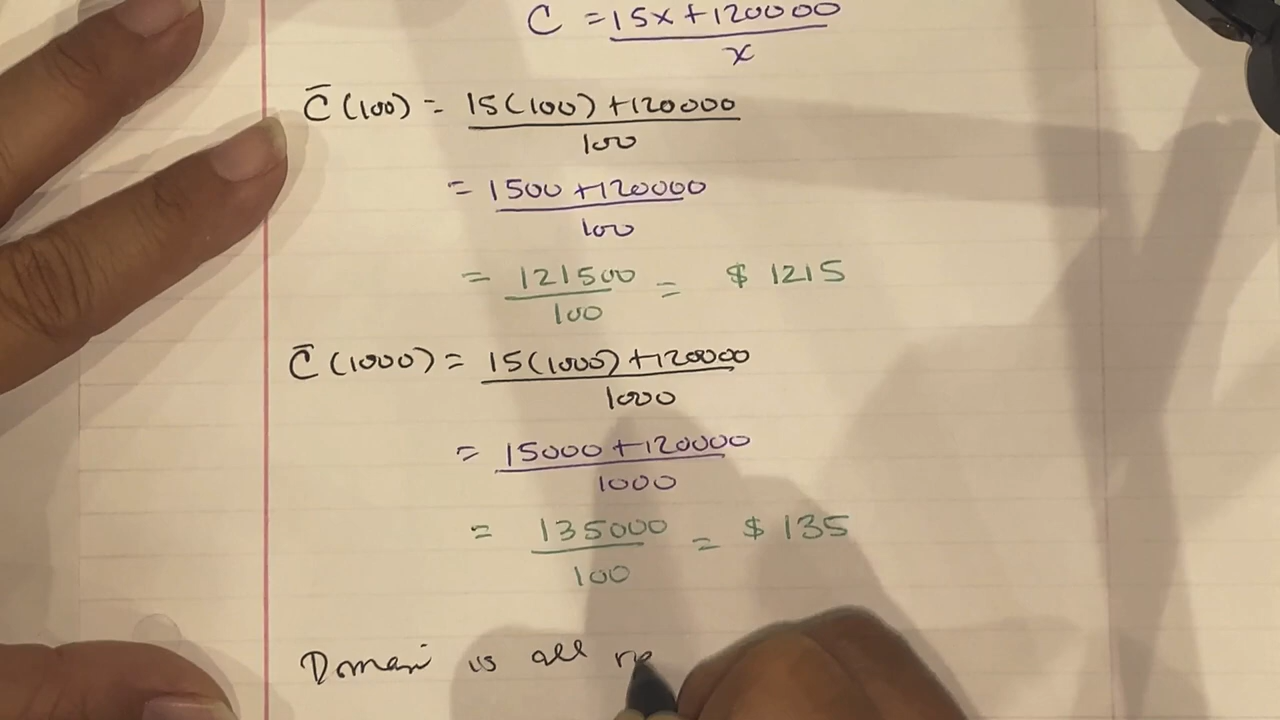 C = 15x + 120000
x
C̅ (100) = 15(100) + 120000
100
= 1500 + 120000
100
= 121500 = $ 1215
100
C̅ (1000) = 15(1000) + 120000
1000
= 15000 + 120000
1000
= 135000 = $ 135
100
Domain is all re